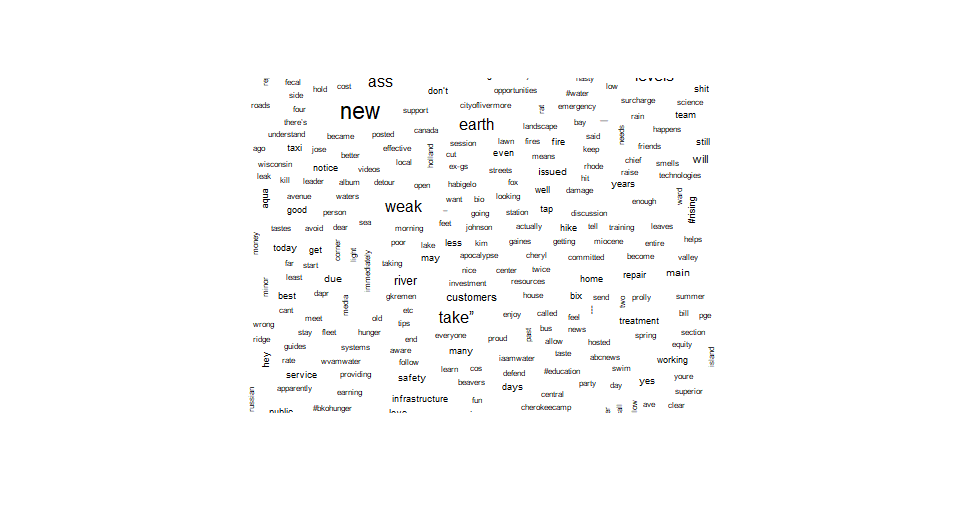 fecal hold cost ass don't opportunities nasty low levels shit
side #water
roads four new support cityoflivermore rat emergency surcharge science
there's earth landscape bay rain team
understand became posted canada said needs happens
ago taxi jose better effective local holland session cut lawn fires fire keep friends still
wisconsin notice videos ex-gs even means rhode chief smells will
leak kill leader album detour open habigelo streets fox issued hit raise technologies
aqua avenue waters want bio looking well damage years enough ward #rising
good person weak going station tap discussion
tastes avoid dear sea morning feet johnson actually hike tell training leaves
money today get corner light immediately poor lake less kim gaines getting miocene entire helps
far start taking may apocalypse cheryl committed become valley
minor least due river nice center twice home repair main
investment resources
best dapr media gkremen customers house bix send two prolly summer
cant meet old etc take” enjoy called feel treatment bill pge
wrong stay fleet hunger tips everyone proud past bus news spring section
ridge guides systems end allow hosted equity
hey rate wvamwater aware follow many iaamwater taste abcnews working island
service providing safety learn cos defend #education swim youre
russian apparently earning beavers days party day yes superior
infrastructure fun central
public #bkohunger love cherokeecamp low ave clear